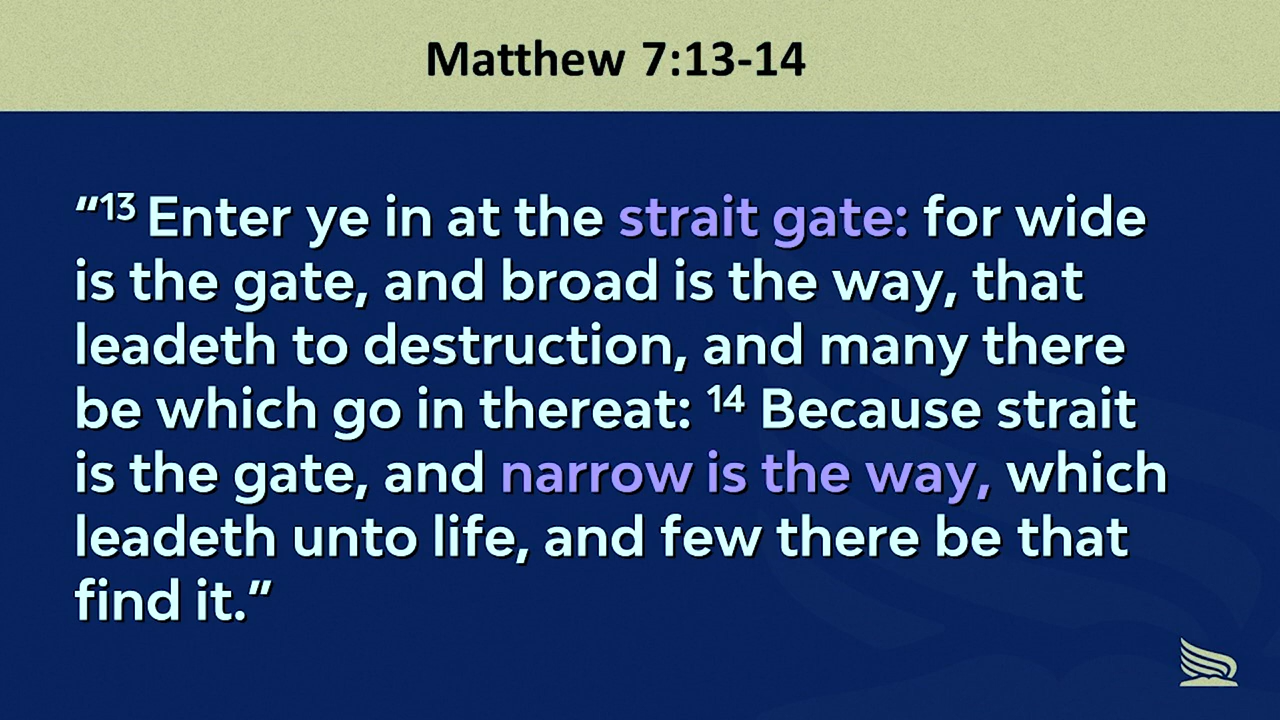 Matthew 7:13-14
“¹³ Enter ye in at the strait gate: for wide
is the gate, and broad is the way, that
leadeth to destruction, and many there
be which go in thereat: ¹⁴ Because strait
is the gate, and narrow is the way, which
leadeth unto life, and few there be that
find it.”